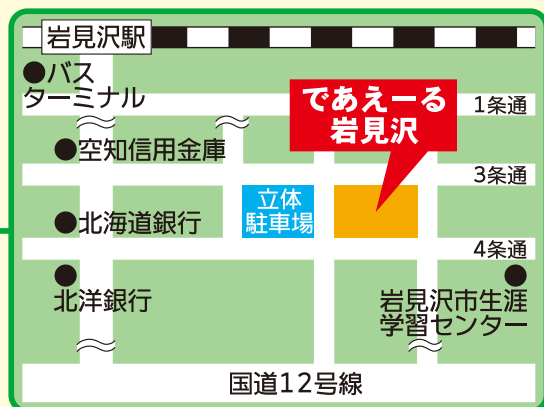 岩見沢駅
●バス
ターミナル
であえーる
岩見沢
1条通
●空知信用金庫
3条通
立体
駐車場
●北海道銀行
4条通
北洋銀行
岩見沢市生涯
学習センター
国道12号線